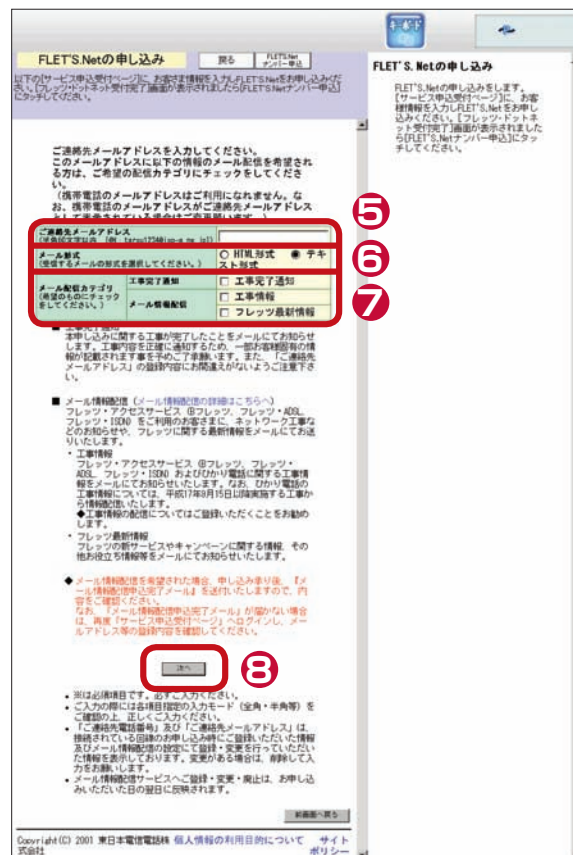 キーボード
FLET'S.Netの申し込み
戻る
FLET'S.Net
ナンバー申込
以下の[サービス申込受付ページ]に、お客さま情報を入力しFLET'S.Netをお申し込みくだ
さい。[フレッツ・ドットネット受付完了]画面が表示されましたら[FLET'S.Netナンバー申込]
にタッチしてください。
FLET'S.Netの申し込み
FLET'S.Netの申し込みをします。
[サービス申込受付ページ]に、お客
様情報を入力しFLET'S.Netをお申し
込みください。[フレッツ・ドットネ
ット受付完了]画面が表示されました
ら[FLET'S.Netナンバー申込]にタッ
チしてください。
ご連絡先メールアドレスを入力してください。
このメールアドレスに以下の情報のメール配信を希望され
る方は、ご希望の配信カテゴリにチェックをしてくださ
い。
(携帯電話のメールアドレスはご利用になれません。な
お、携帯電話のメールアドレスがご連絡先メールアドレス
5
ご連絡先メールアドレス
6
メール形式
(受信するメールの形式を選択してください。)
HTML形式 テキ
スト形式
7
メール配信カテゴリ
(希望のものにチェック
をしてください。)
工事完了通知
工事完了通知
メール情報配信
工事情報
フレッツ最新情報
■ 工事完了通知
本申し込みに関する工事が完了したことをメールにてお知らせ
します。工事内容を正確に通知するため、一部お客様固有の情
報が記載されます事を予めご了承願います。また、「ご連絡先
メールアドレス」の登録内容にお間違えがないようご注意下さ
い。
■ メール情報配信 (メール情報配信の詳細はこちらへ)
フレッツ・アクセスサービス (Bフレッツ、フレッツ・ADSL、
フレッツ・ISDN) をご利用のお客さまに、ネットワーク工事な
どのお知らせや、フレッツに関する最新情報をメールにてお送
りいたします。
・ 工事情報
フレッツ・アクセスサービス (Bフレッツ、フレッツ・
ADSL、フレッツ・ISDN) およびひかり電話に関する工事情
報をメールにてお知らせいたします。なお、ひかり電話の
工事情報については、平成17年9月15日以降実施する工事か
ら情報配信いたします。
◆工事情報の配信についてはご登録いただくことをお勧め
します。
・ フレッツ最新情報
フレッツの新サービスやキャンペーンに関する情報、その
他お役立ち情報等をメールにてお知らせいたします。
◆ メール情報配信を希望された場合、申し込み承り後、『メ
ール情報配信申込完了メール』を送付いたしますので、内
容をご確認ください。
なお、「メール情報配信申込完了メール」が届かない場合
は、再度「サービス申込受付ページ」へログインし、メー
ルアドレス等の登録内容を確認してください。
次へ
8
• ※は必須項目です。必ずご入力ください。
• ご入力の際には各項目指定の入力モード (全角・半角等) を
ご確認の上、正しくご入力ください。
• 「ご連絡先電話番号」及び「ご連絡先メールアドレス」は、
接続されている回線のお申し込み時にご登録いただいた情報
及びメール情報配信の設定にて登録・変更を行っていただい
た情報を表示しております。変更がある場合は、削除して入
力をお願いします。
• メール情報配信サービスへご登録・変更・廃止は、お申し込
みいただいた日の翌日に反映されます。
前画面へ戻る
Copyright(C) 2001 東日本電信電話株式会社
個人情報の利用目的について サイト
ポリシー